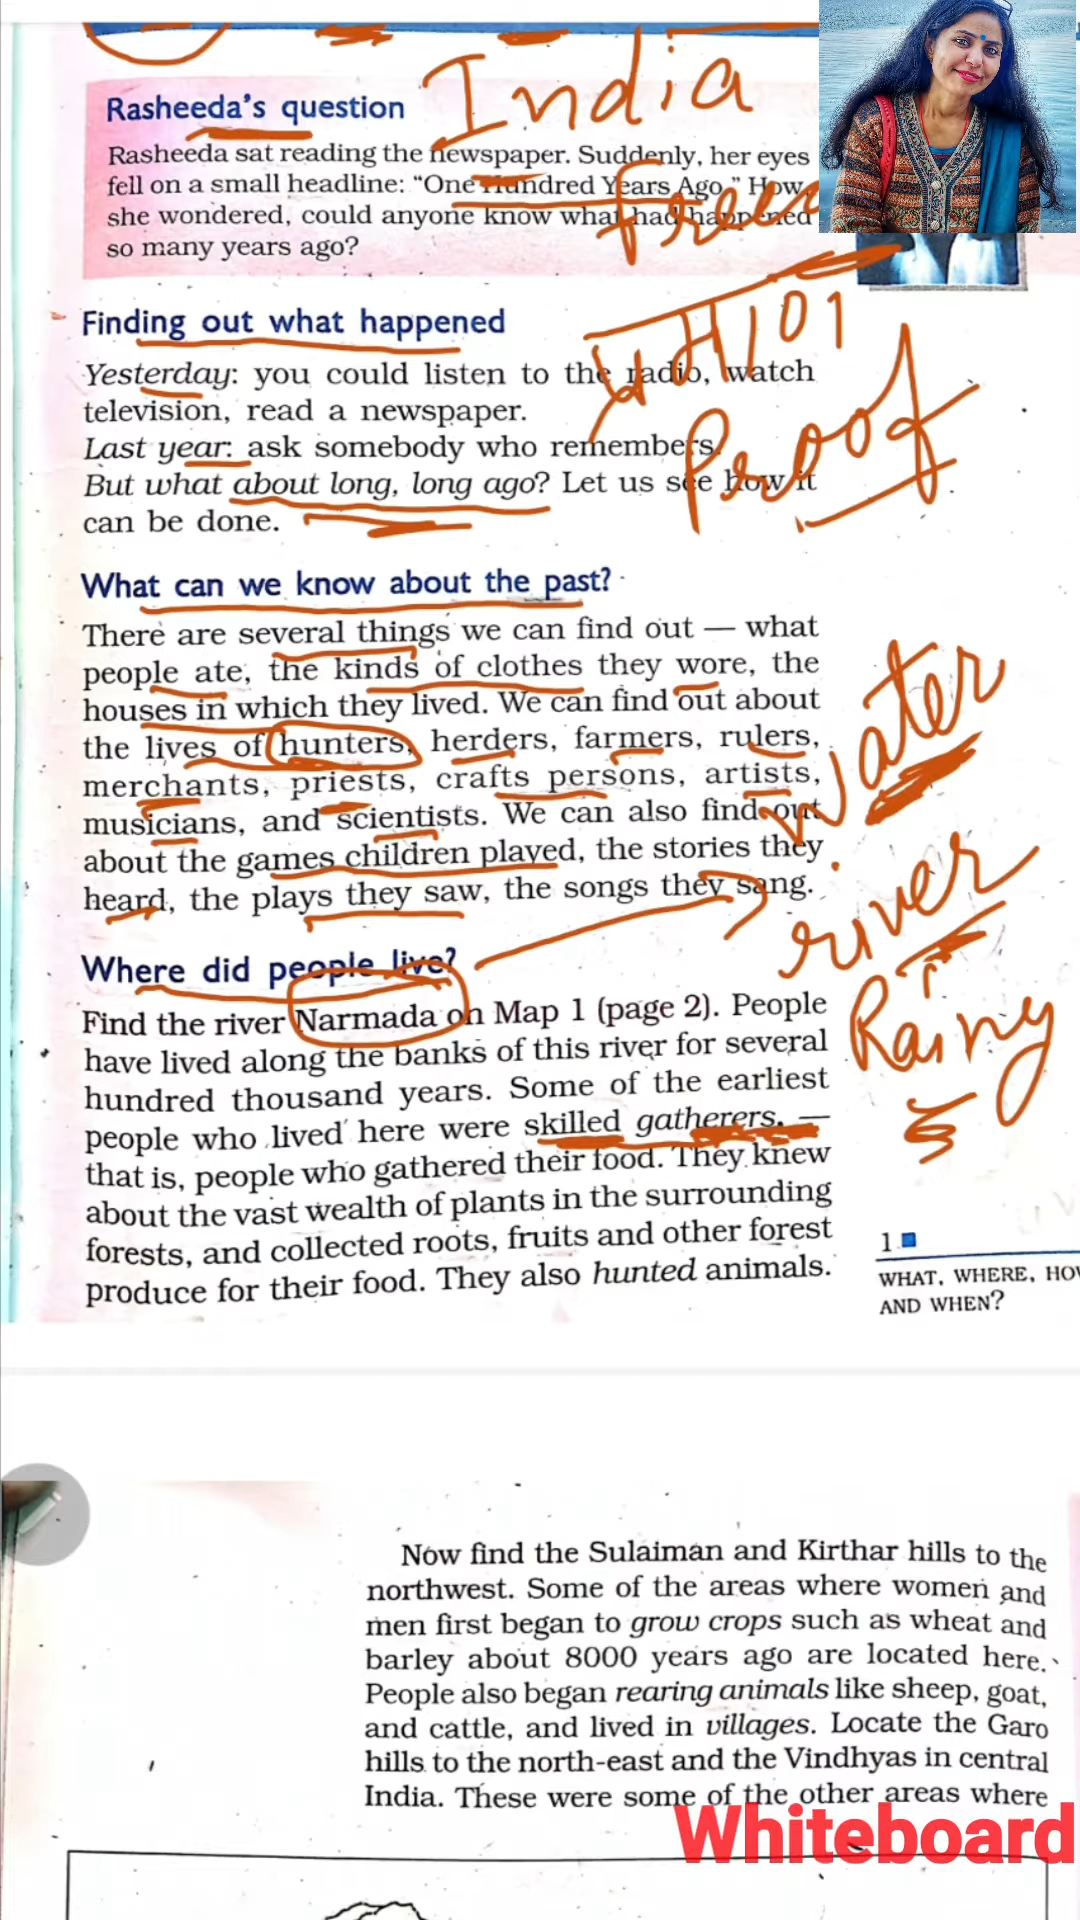 India
Rasheeda's question
Rasheeda sat reading the newspaper. Suddenly, her eyes
fell on a small headline: “One Hundred Years Ago.” How,
she wondered, could anyone know what had happened
so many years ago?
free
Finding out what happened
प्रमाण
Yesterday: you could listen to the radio, watch
television, read a newspaper.
Last year: ask somebody who remembers.
But what about long, long ago? Let us see how it
can be done.
Proof
What can we know about the past?
There are several things we can find out — what
people ate, the kinds of clothes they wore, the
houses in which they lived. We can find out about
the lives of hunters, herders, farmers, rulers,
merchants, priests, crafts persons, artists,
musicians, and scientists. We can also find out
about the games children played, the stories they
heard, the plays they saw, the songs they sang.
water
river
Rainy
Where did people live?
Find the river Narmada on Map 1 (page 2). People
have lived along the banks of this river for several
hundred thousand years. Some of the earliest
people who lived here were skilled gatherers, —
that is, people who gathered their food. They knew
about the vast wealth of plants in the surrounding
forests, and collected roots, fruits and other forest
produce for their food. They also hunted animals.
1
WHAT, WHERE, HOW
AND WHEN?
Now find the Sulaiman and Kirthar hills to the
northwest. Some of the areas where women and
men first began to grow crops such as wheat and
barley about 8000 years ago are located here.
People also began rearing animals like sheep, goat,
and cattle, and lived in villages. Locate the Garo
hills to the north-east and the Vindhyas in central
India. These were some of the other areas where
Whiteboard